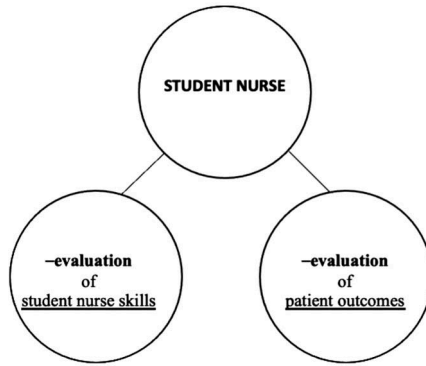 STUDENT NURSE
–evaluation
of
student nurse skills
–evaluation
of
patient outcomes